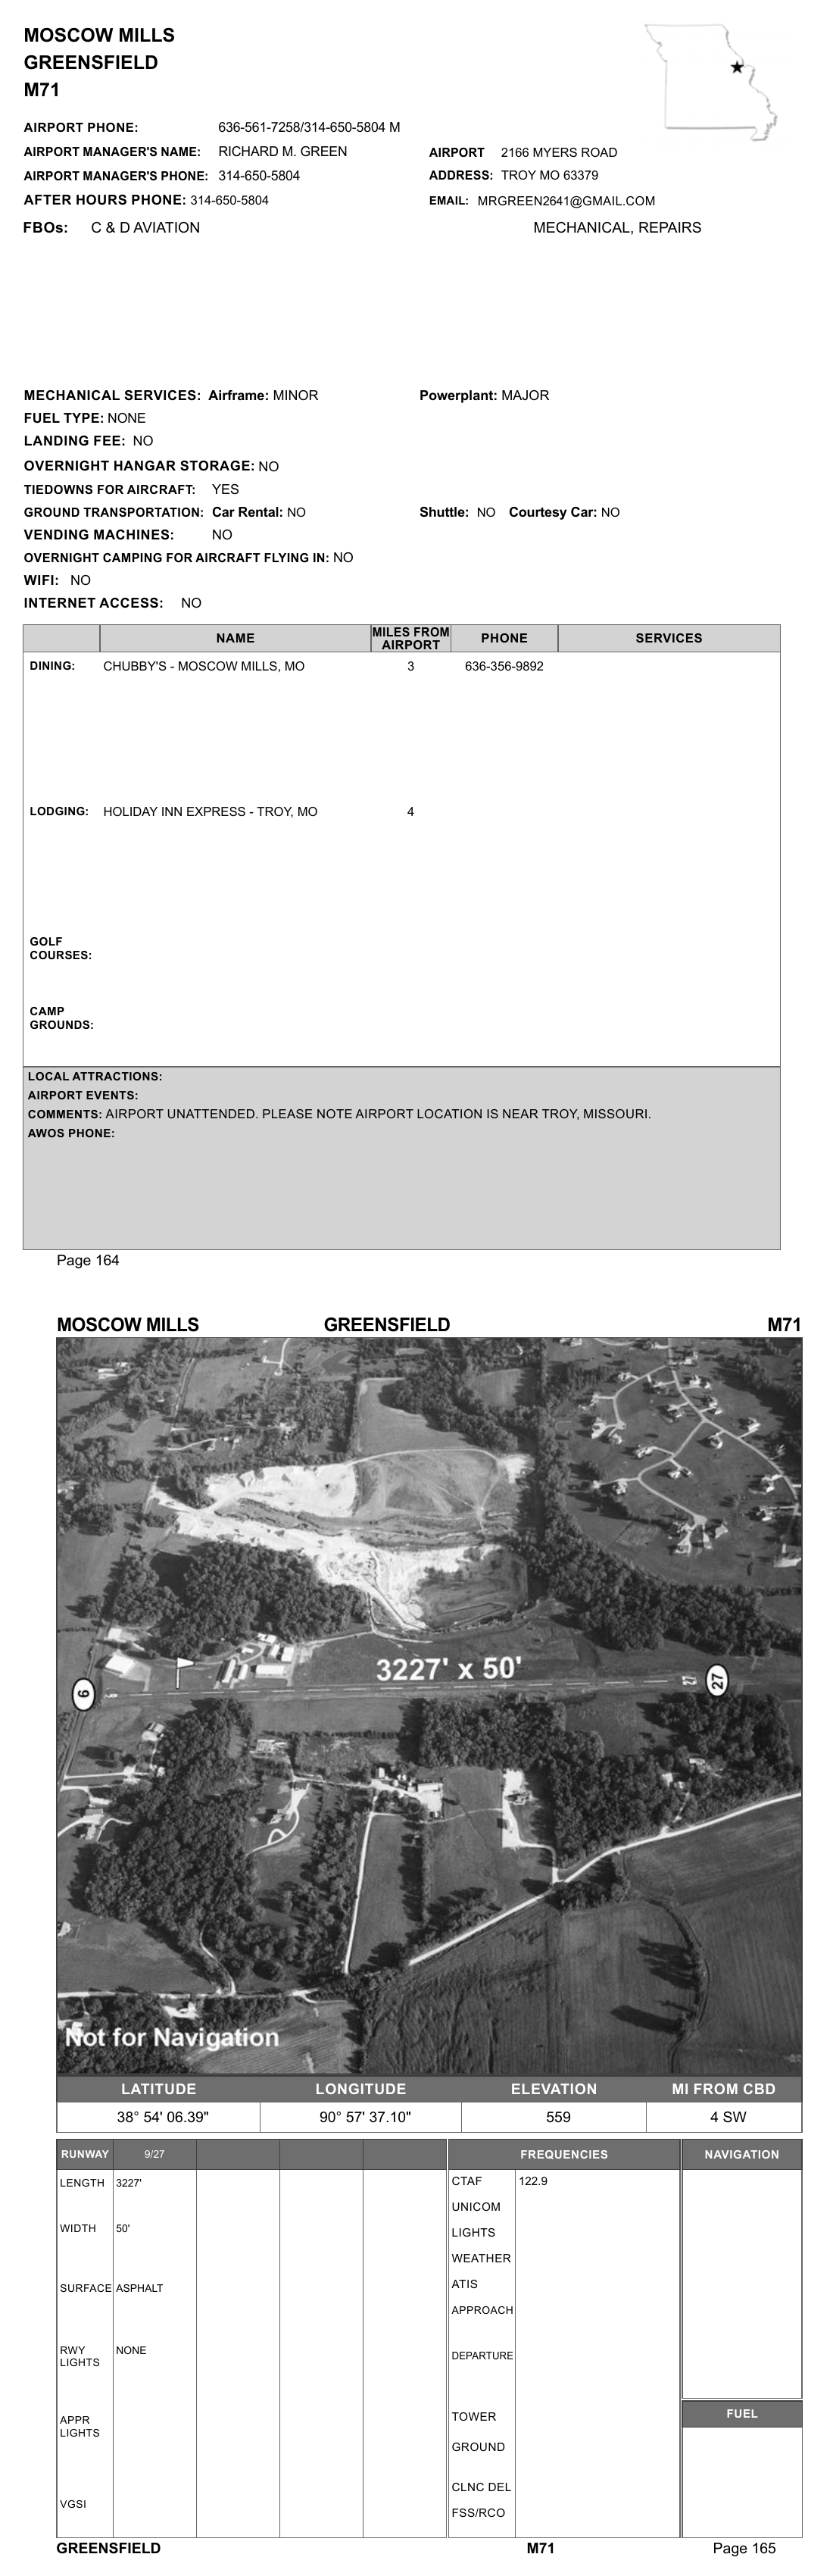 MOSCOW MILLS
GREENSFIELD
M71
AIRPORT PHONE: 636-561-7258/314-650-5804 M
AIRPORT MANAGER'S NAME: RICHARD M. GREEN
AIRPORT 2166 MYERS ROAD
AIRPORT MANAGER'S PHONE: 314-650-5804
ADDRESS: TROY MO 63379
AFTER HOURS PHONE: 314-650-5804
EMAIL: MRGREEN2641@GMAIL.COM
FBOs: C & D AVIATION MECHANICAL, REPAIRS
MECHANICAL SERVICES: Airframe: MINOR Powerplant: MAJOR
FUEL TYPE: NONE
LANDING FEE: NO
OVERNIGHT HANGAR STORAGE: NO
TIEDOWNS FOR AIRCRAFT: YES
GROUND TRANSPORTATION: Car Rental: NO Shuttle: NO Courtesy Car: NO
VENDING MACHINES: NO
OVERNIGHT CAMPING FOR AIRCRAFT FLYING IN: NO
WIFI: NO
INTERNET ACCESS: NO
NAME MILES FROM AIRPORT PHONE SERVICES
DINING: CHUBBY'S - MOSCOW MILLS, MO 3 636-356-9892
LODGING: HOLIDAY INN EXPRESS - TROY, MO 4
GOLF
COURSES:
CAMP
GROUNDS:
LOCAL ATTRACTIONS:
AIRPORT EVENTS:
COMMENTS: AIRPORT UNATTENDED. PLEASE NOTE AIRPORT LOCATION IS NEAR TROY, MISSOURI.
AWOS PHONE:
Page 164
MOSCOW MILLS GREENSFIELD M71
3227' x 50'
9
27
Not for Navigation
LATITUDE LONGITUDE ELEVATION MI FROM CBD
38° 54' 06.39" 90° 57' 37.10" 559 4 SW
RUNWAY 9/27 FREQUENCIES NAVIGATION
LENGTH 3227'
WIDTH 50'
SURFACE ASPHALT
RWY
LIGHTS NONE
APPR
LIGHTS
VGSI
CTAF 122.9
UNICOM
LIGHTS
WEATHER
ATIS
APPROACH
DEPARTURE
TOWER
GROUND
CLNC DEL
FSS/RCO
FUEL
GREENSFIELD M71 Page 165